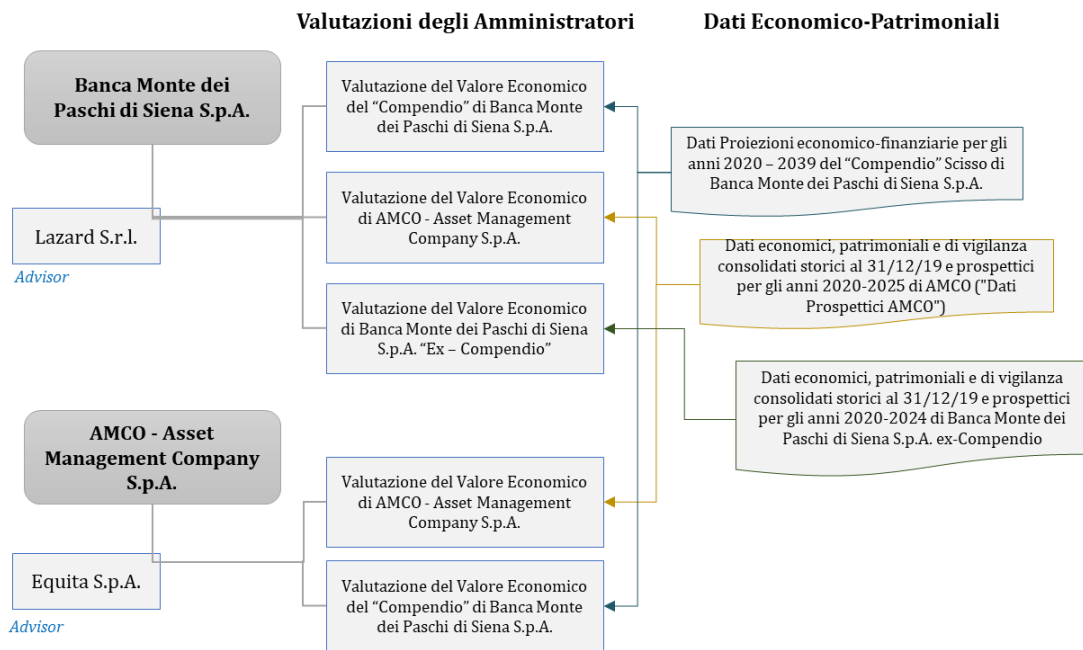 Valutazioni degli Amministratori
Dati Economico-Patrimoniali
Banca Monte dei
Paschi di Siena S.p.A.
Lazard S.r.l.
Advisor
Valutazione del Valore Economico
del “Compendio” di Banca Monte
dei Paschi di Siena S.p.A.
Valutazione del Valore Economico
di AMCO - Asset Management
Company S.p.A.
Valutazione del Valore Economico
di Banca Monte dei Paschi di Siena
S.p.A. “Ex – Compendio”
Dati Proiezioni economico-finanziarie per gli
anni 2020 – 2039 del “Compendio” Scisso di
Banca Monte dei Paschi di Siena S.p.A.
Dati economici, patrimoniali e di vigilanza
consolidati storici al 31/12/19 e prospettici
per gli anni 2020-2025 di AMCO ("Dati
Prospettici AMCO")
Dati economici, patrimoniali e di vigilanza
consolidati storici al 31/12/19 e prospettici
per gli anni 2020-2024 di Banca Monte dei
Paschi di Siena S.p.A. ex-Compendio
AMCO - Asset
Management Company
S.p.A.
Equita S.p.A.
Advisor
Valutazione del Valore Economico
di AMCO - Asset Management
Company S.p.A.
Valutazione del Valore Economico
del “Compendio” di Banca Monte
dei Paschi di Siena S.p.A.